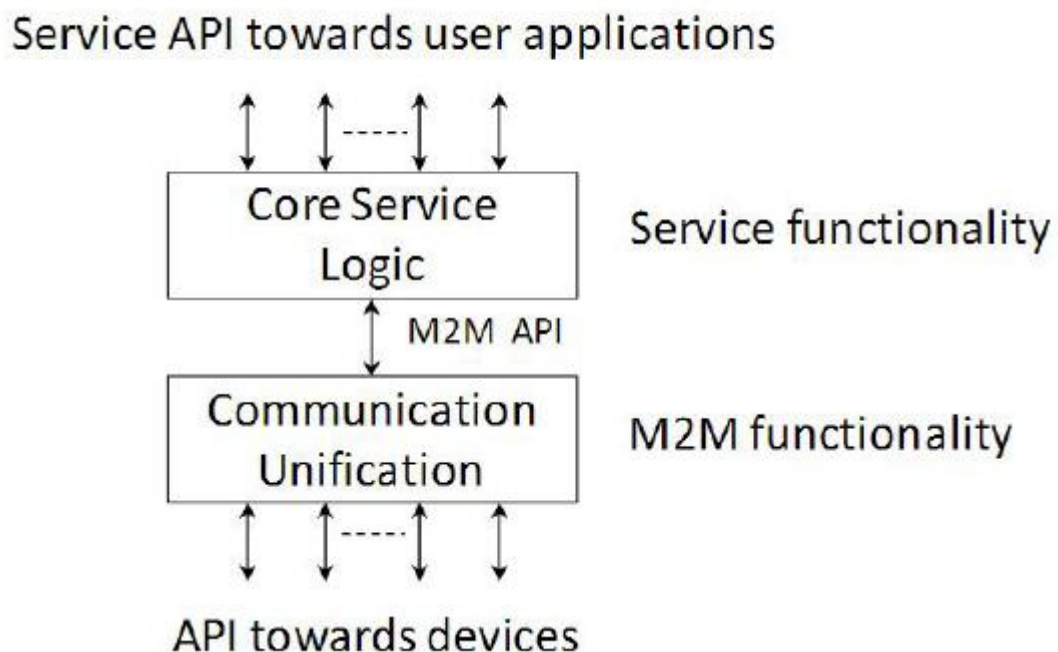 Service API towards user applications
Core Service
Logic
Service functionality
M2M API
Communication
Unification
M2M functionality
API towards devices